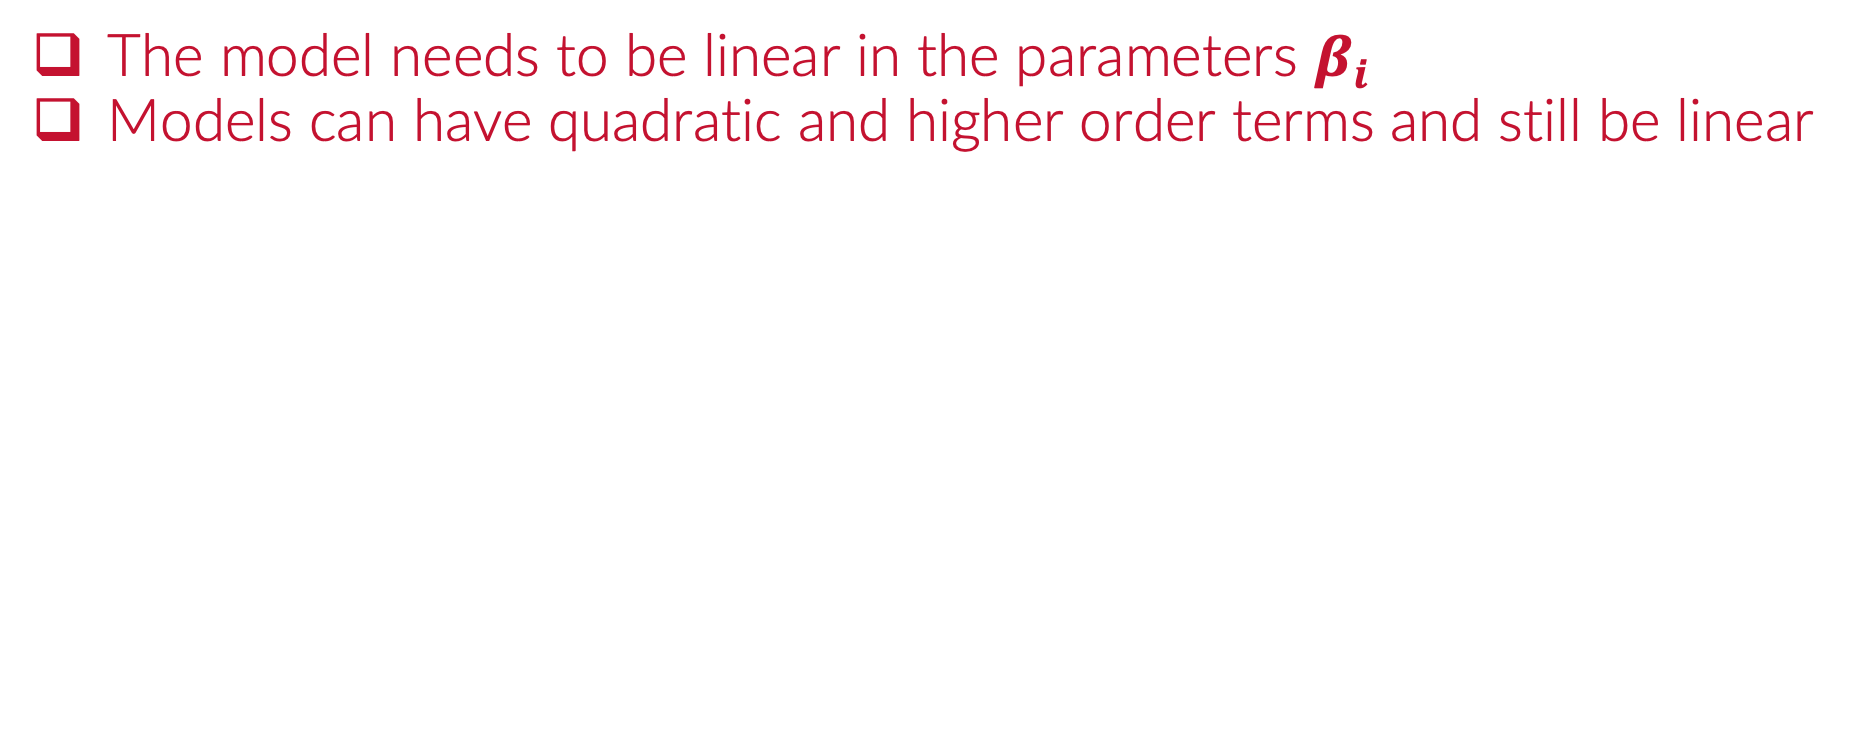 ❑ The model needs to be linear in the parameters 𝜷𝒊
❑ Models can have quadratic and higher order terms and still be linear